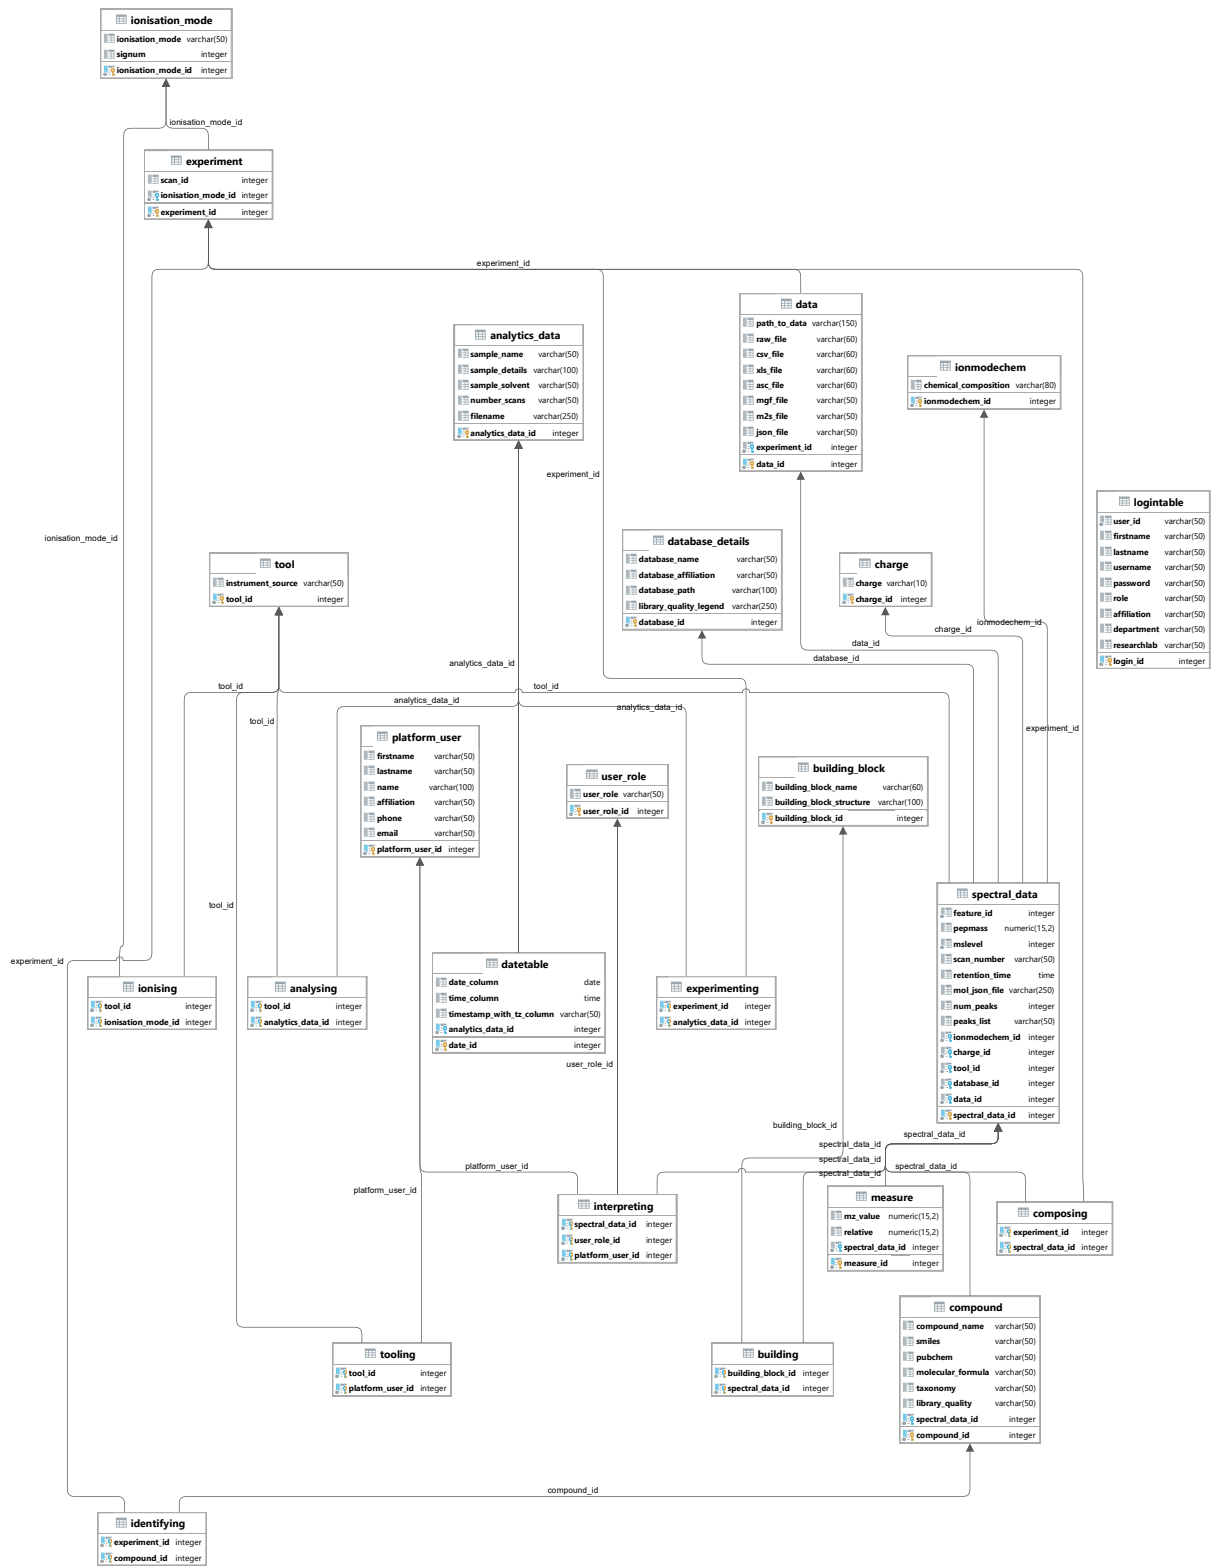 ionisation_mode
ionisation_mode varchar(50)
signum integer
ionisation_mode_id integer
ionisation_mode_id
experiment
scan_id integer
ionisation_mode_id integer
experiment_id integer
experiment_id
data
path_to_data varchar(150)
raw_file varchar(60)
csv_file varchar(60)
xls_file varchar(60)
asc_file varchar(60)
mgf_file varchar(50)
m2s_file varchar(50)
json_file varchar(50)
experiment_id integer
data_id integer
analytics_data
sample_name varchar(50)
sample_details varchar(100)
sample_solvent varchar(50)
number_scans varchar(50)
filename varchar(250)
analytics_data_id integer
ionmodechem
chemical_composition varchar(80)
ionmodechem_id integer
experiment_id
logintable
user_id varchar(50)
firstname varchar(50)
lastname varchar(50)
username varchar(50)
password varchar(50)
role varchar(50)
affiliation varchar(50)
department varchar(50)
researchlab varchar(50)
login_id integer
ionisation_mode_id
tool
instrument_source varchar(50)
tool_id integer
database_details
database_name varchar(50)
database_affiliation varchar(50)
database_path varchar(100)
library_quality_legend varchar(250)
database_id integer
charge
charge varchar(10)
charge_id integer
ionmodechem_id
charge_id
data_id
database_id
analytics_data_id
tool_id
tool_id
analytics_data_id
analytics_data_id
tool_id
experiment_id
platform_user
firstname varchar(50)
lastname varchar(50)
name varchar(100)
affiliation varchar(50)
phone varchar(50)
email varchar(50)
platform_user_id integer
user_role
user_role varchar(50)
user_role_id integer
building_block
building_block_name varchar(60)
building_block_structure varchar(100)
building_block_id integer
spectral_data
feature_id integer
pepmass numeric(15,2)
mslevel integer
scan_number varchar(50)
retention_time time
mol_json_file varchar(250)
num_peaks integer
peaks_list varchar(50)
ionmodechem_id integer
charge_id integer
tool_id integer
database_id integer
data_id integer
spectral_data_id integer
tool_id
experiment_id
ionising
tool_id integer
ionisation_mode_id integer
analysing
tool_id integer
analytics_data_id integer
datetable
date_column date
time_column time
timestamp_with_tz_column varchar(50)
analytics_data_id integer
date_id integer
experimenting
experiment_id integer
analytics_data_id integer
user_role_id
building_block_id
spectral_data_id
spectral_data_id
spectral_data_id
spectral_data_id
spectral_data_id
platform_user_id
platform_user_id
interpreting
spectral_data_id integer
user_role_id integer
platform_user_id integer
measure
mz_value numeric(15,2)
relative numeric(15,2)
spectral_data_id integer
measure_id integer
composing
experiment_id integer
spectral_data_id integer
compound
compound_name varchar(50)
smiles varchar(50)
pubchem varchar(50)
molecular_formula varchar(50)
taxonomy varchar(50)
library_quality varchar(50)
spectral_data_id integer
compound_id integer
tooling
tool_id integer
platform_user_id integer
building
building_block_id integer
spectral_data_id integer
compound_id
identifying
experiment_id integer
compound_id integer